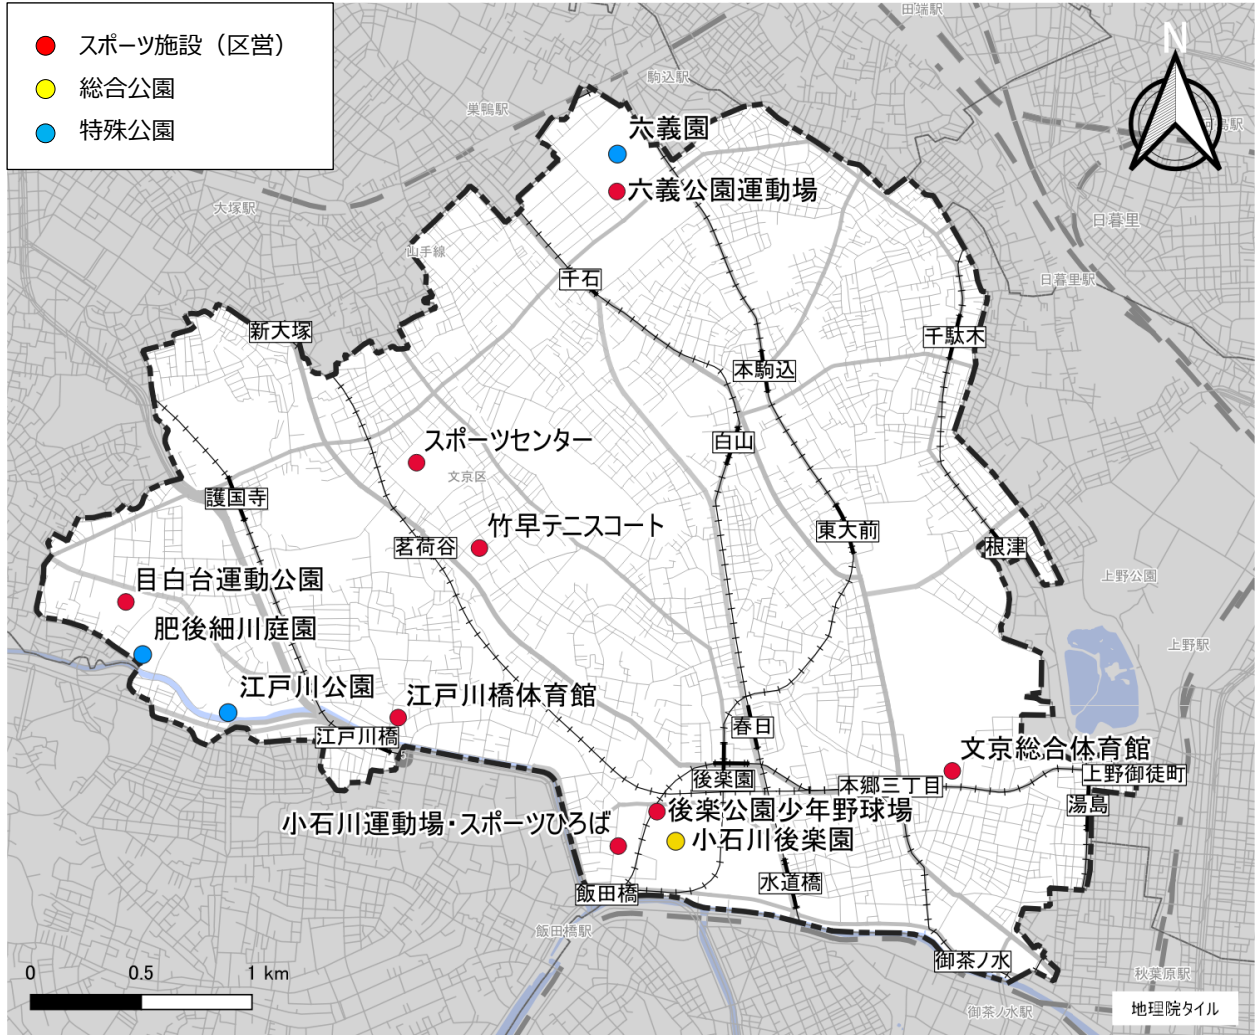 スポーツ施設（区営）
総合公園
特殊公園
N
田端駅
駒込駅
巣鴨駅
六義園
六義公園運動場
大塚駅
山手線
日暮里
日暮里駅
千石
新大塚
千駄木
本駒込
白山
スポーツセンター
文京区
護国寺
竹早テニスコート
茗荷谷
東大前
根津
上野公園
目白台運動公園
肥後細川庭園
上野駅
江戸川公園
江戸川橋体育館
江戸川橋
春日
文京総合体育館
後楽園
本郷三丁目
上野御徒町
湯島
後楽公園少年野球場
小石川運動場・スポーツひろば
小石川後楽園
水道橋
飯田橋
飯田橋駅
御茶ノ水
秋葉原駅
御茶ノ水駅
0 0.5 1 km
地理院タイル